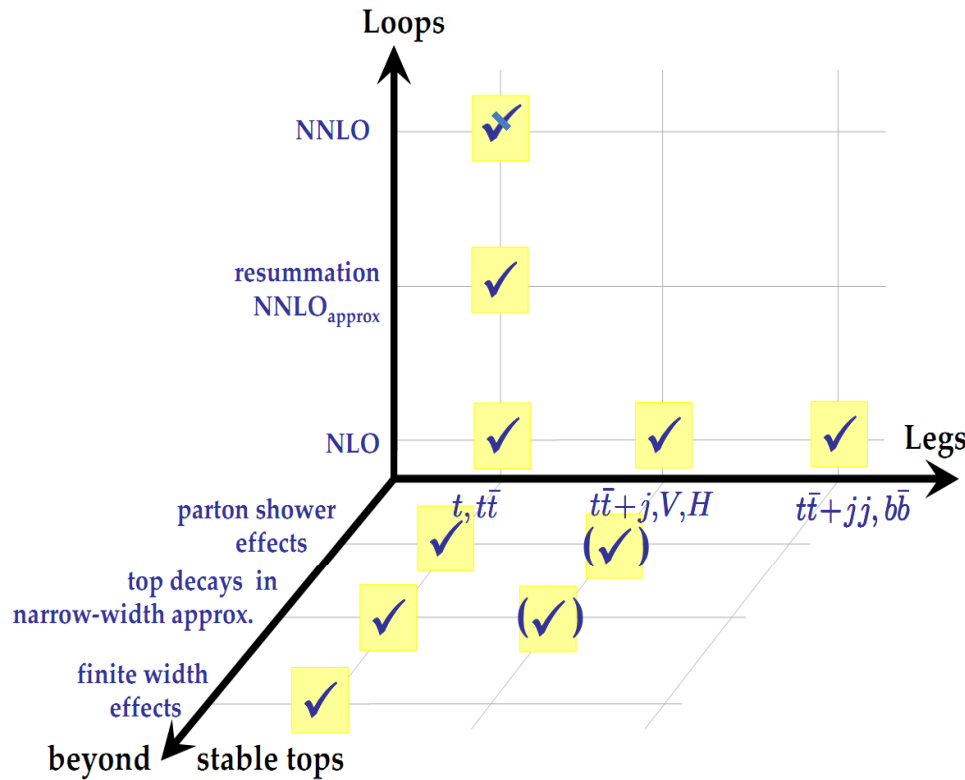 Loops
NNLO
resummation
NNLO_approx
NLO
Legs
t, tt̄
tt̄+j,V,H
tt̄+jj, bb̄
parton shower
effects
( )
top decays in
narrow-width approx.
( )
finite width
effects
beyond stable tops